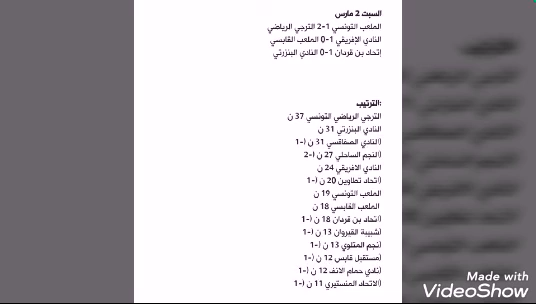 السبت 2 مارس
الملعب التونسي 1-2 الترجي الرياضي
النادي الإفريقي 1-0 الملعب القابسي
إتحاد بن قردان 1-0 النادي البنزرتي
الترتيب:
الترجي الرياضي التونسي 37 ن
النادي البنزرتي 31 ن
النادي الصفاقسي 31 ن (-1)
النجم الساحلي 27 ن (-2)
النادي الافريقي 24 ن
اتحاد تطاوين 20 ن (-1)
الملعب التونسي 19 ن
الملعب القابسي 18 ن
اتحاد بن قردان 18 ن (-1)
شبيبة القيروان 13 ن (-1)
نجم المتلوي 13 ن (-1)
مستقبل قابس 12 ن (-1)
نادي حمام الانف 12 ن (-1)
الاتحاد المنستيري 11 ن (-1)
Made with
VideoShow